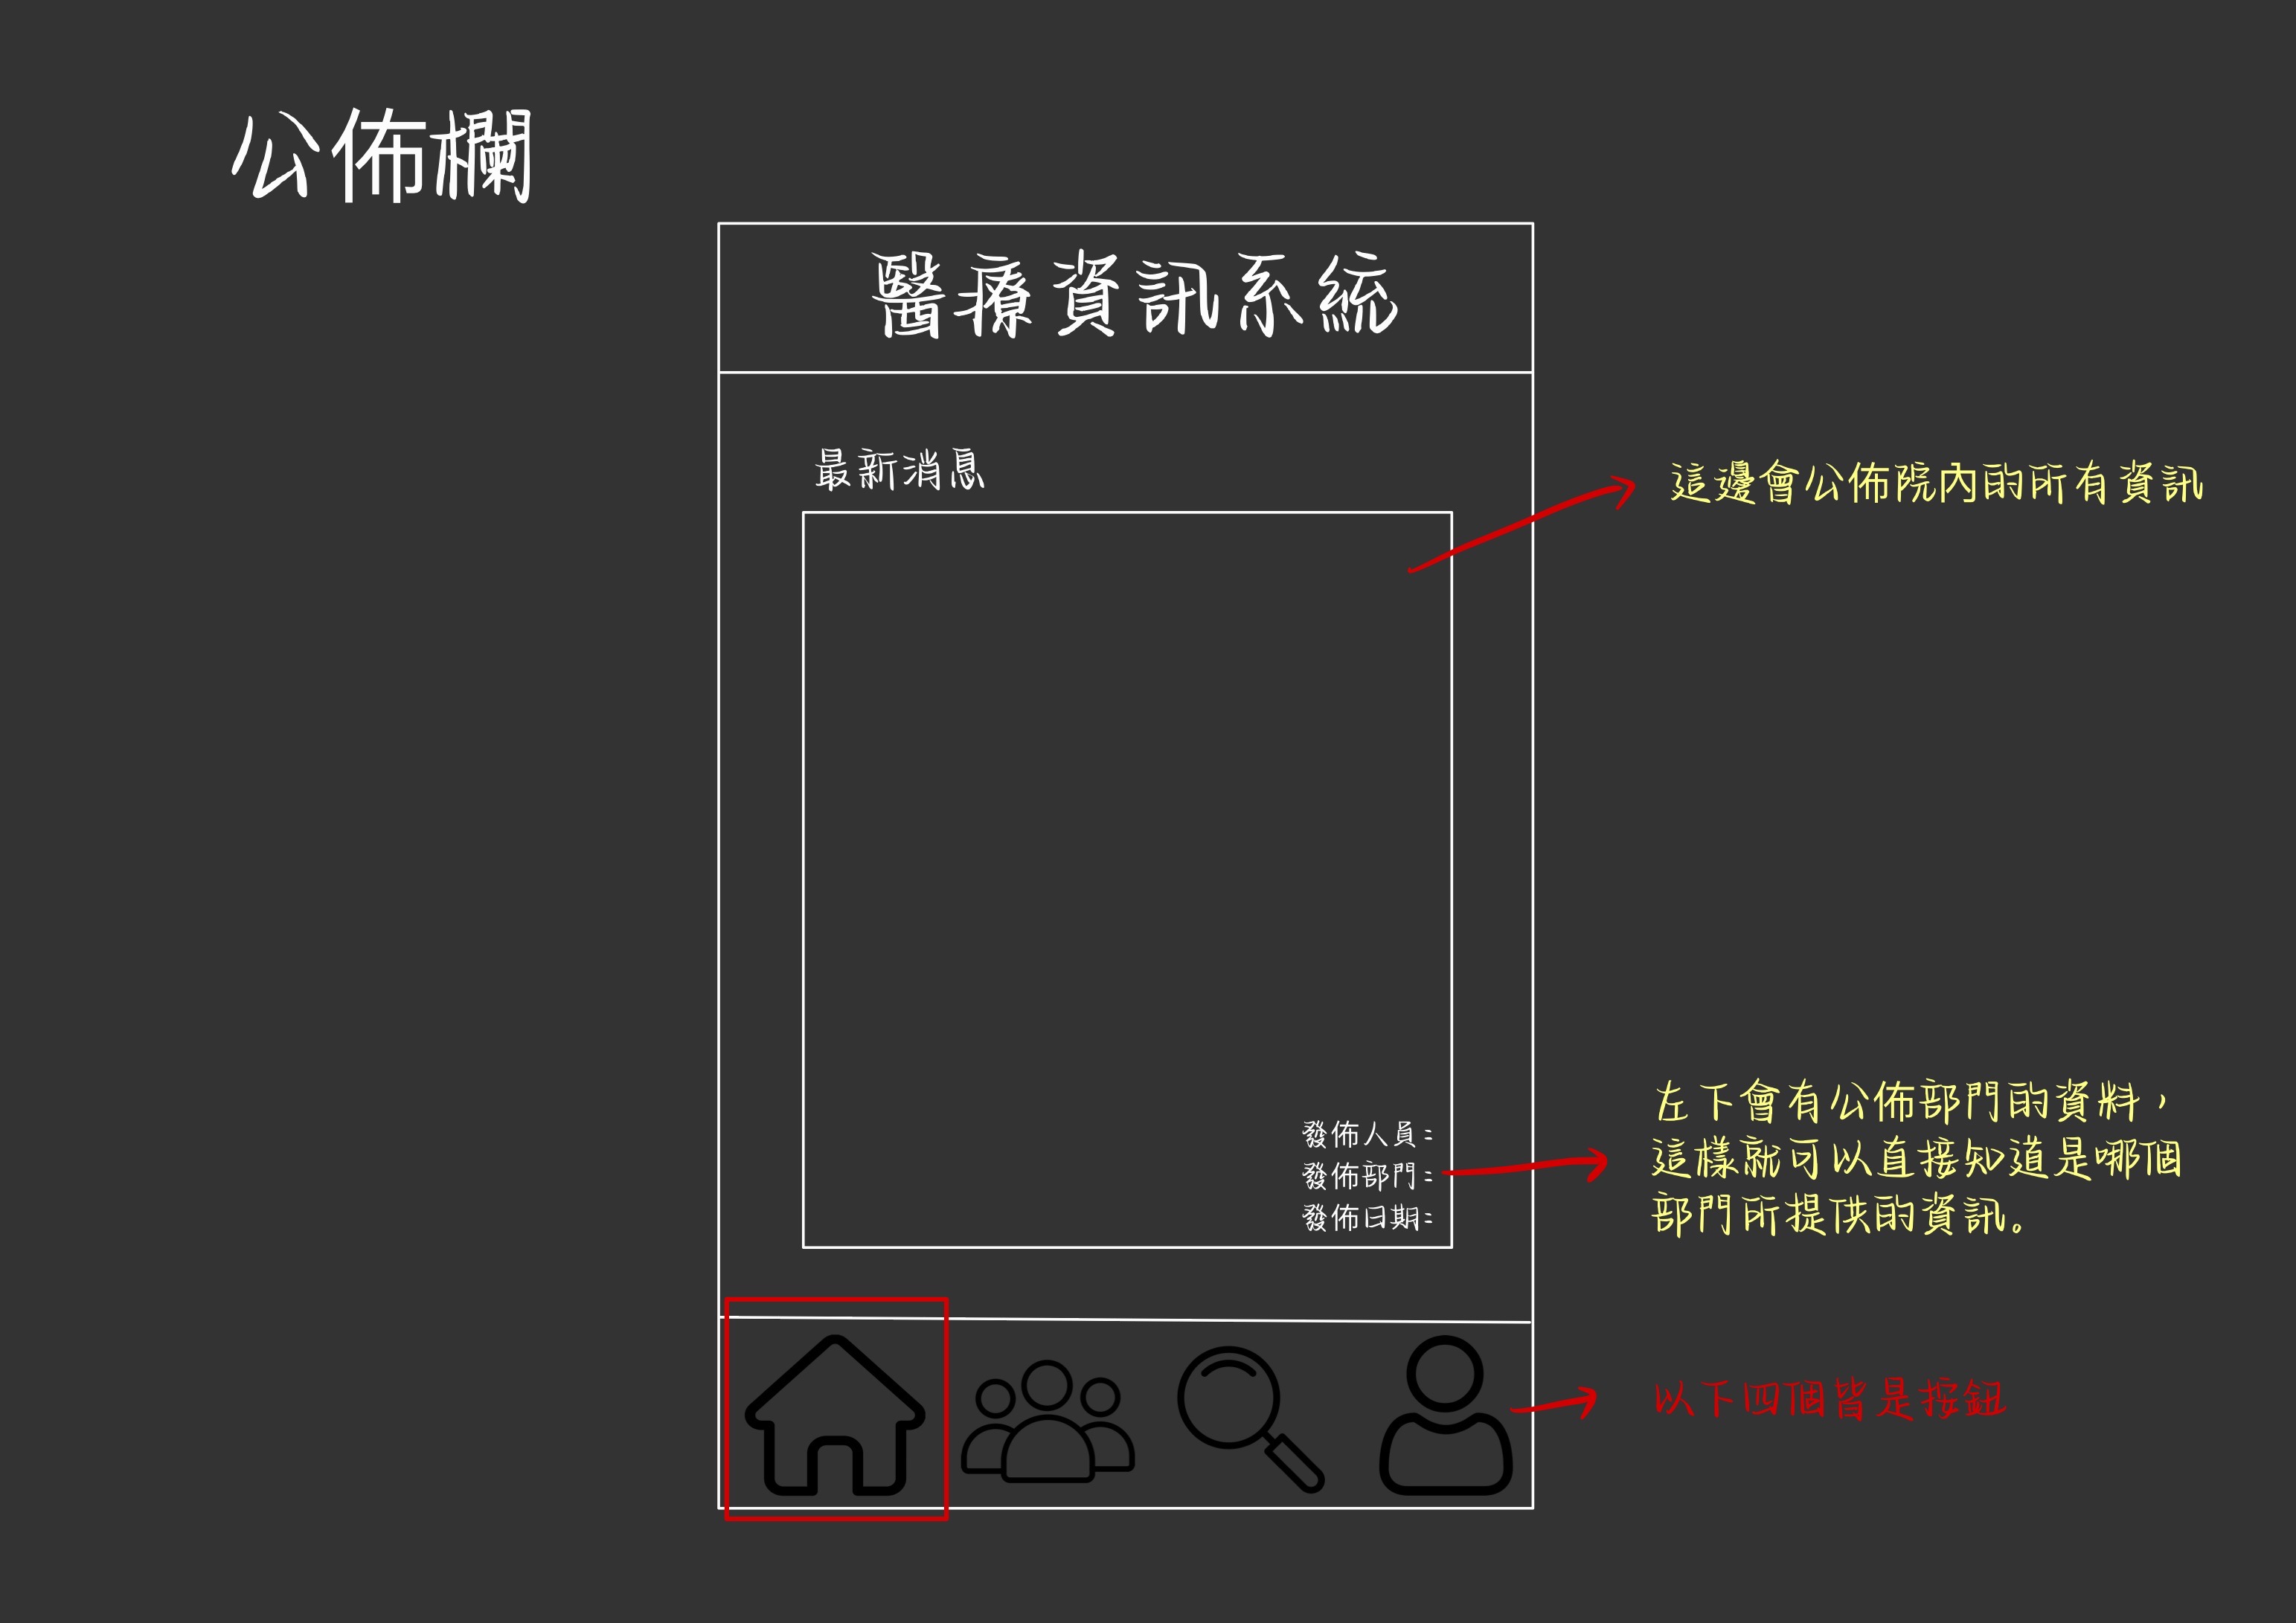 公佈欄
醫療資訊系統
最新消息
這邊會公佈院內的所有資訊
發佈人員：
發佈部門：
發佈日期：
左下會有公佈部門的資料，
這樣就可以直接知道是哪個
部門所提供的資訊。
以下四個皆是按鈕